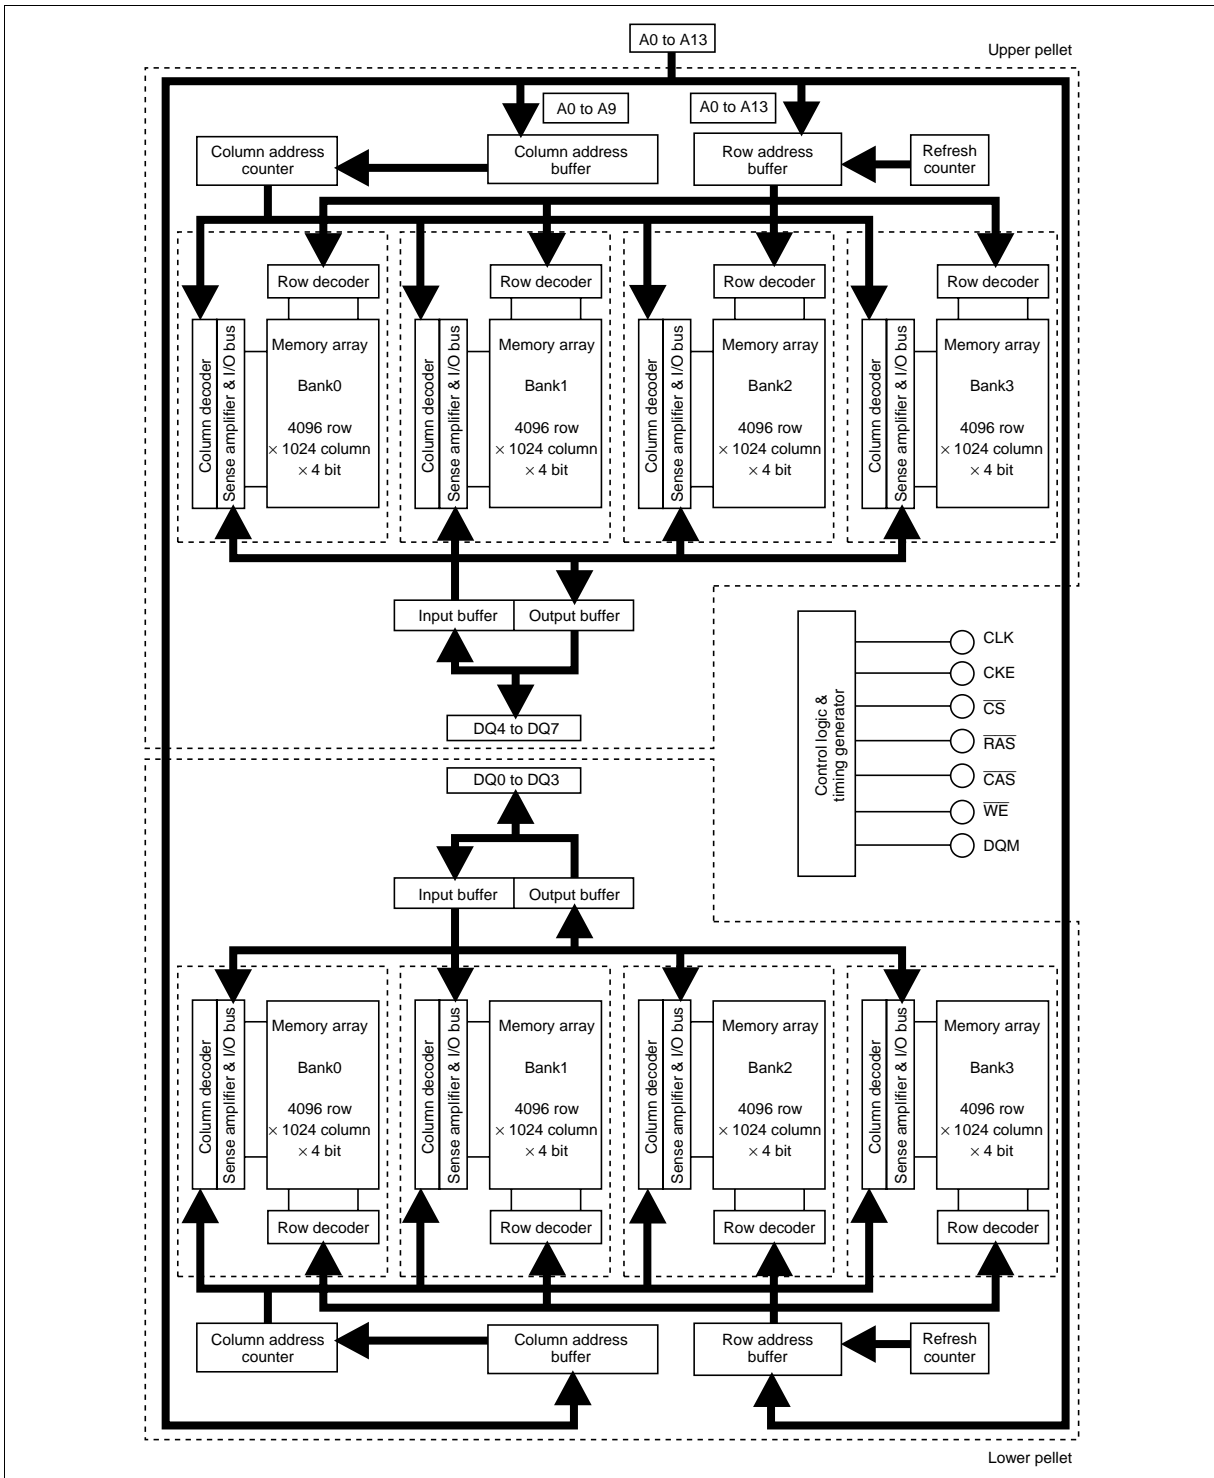 A0 to A13
Upper pellet
A0 to A9
A0 to A13
Column address
counter
Column address
buffer
Row address
buffer
Refresh
counter
Row decoder
Row decoder
Row decoder
Row decoder
Column decoder
Sense amplifier & I/O bus
Memory array
Bank0
4096 row
× 1024 column
× 4 bit
Column decoder
Sense amplifier & I/O bus
Memory array
Bank1
4096 row
× 1024 column
× 4 bit
Column decoder
Sense amplifier & I/O bus
Memory array
Bank2
4096 row
× 1024 column
× 4 bit
Column decoder
Sense amplifier & I/O bus
Memory array
Bank3
4096 row
× 1024 column
× 4 bit
Input buffer
Output buffer
DQ4 to DQ7
Control logic &
timing generator
CLK
CKE
C̅S̅
R̅A̅S̅
C̅A̅S̅
W̅E̅
DQM
DQ0 to DQ3
Input buffer
Output buffer
Column decoder
Sense amplifier & I/O bus
Memory array
Bank0
4096 row
× 1024 column
× 4 bit
Column decoder
Sense amplifier & I/O bus
Memory array
Bank1
4096 row
× 1024 column
× 4 bit
Column decoder
Sense amplifier & I/O bus
Memory array
Bank2
4096 row
× 1024 column
× 4 bit
Column decoder
Sense amplifier & I/O bus
Memory array
Bank3
4096 row
× 1024 column
× 4 bit
Row decoder
Row decoder
Row decoder
Row decoder
Column address
counter
Column address
buffer
Row address
buffer
Refresh
counter
Lower pellet